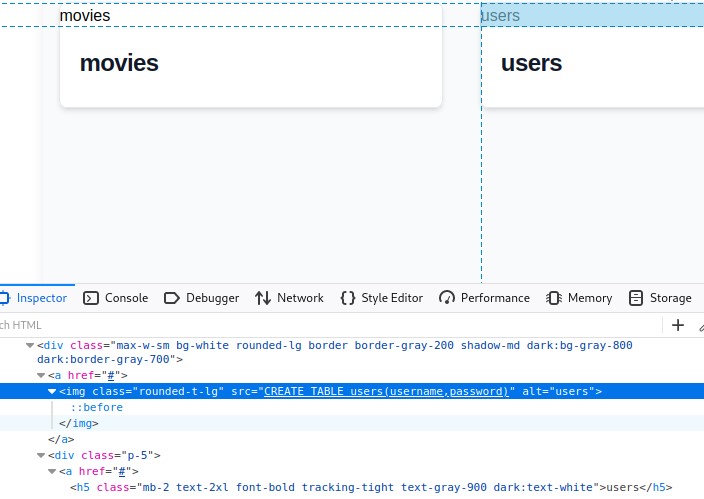 movies
users
movies
users
Inspector Console Debugger Network Style Editor Performance Memory Storage
ch HTML
<div class="max-w-sm bg-white rounded-lg border border-gray-200 shadow-md dark:bg-gray-800
dark:border-gray-700">
<a href="#">
<img class="rounded-t-lg" src="CREATE TABLE users(username,password)" alt="users">
::before
</img>
</a>
<div class="p-5">
<a href="#">
<h5 class="mb-2 text-2xl font-bold tracking-tight text-gray-900 dark:text-white">users</h5>